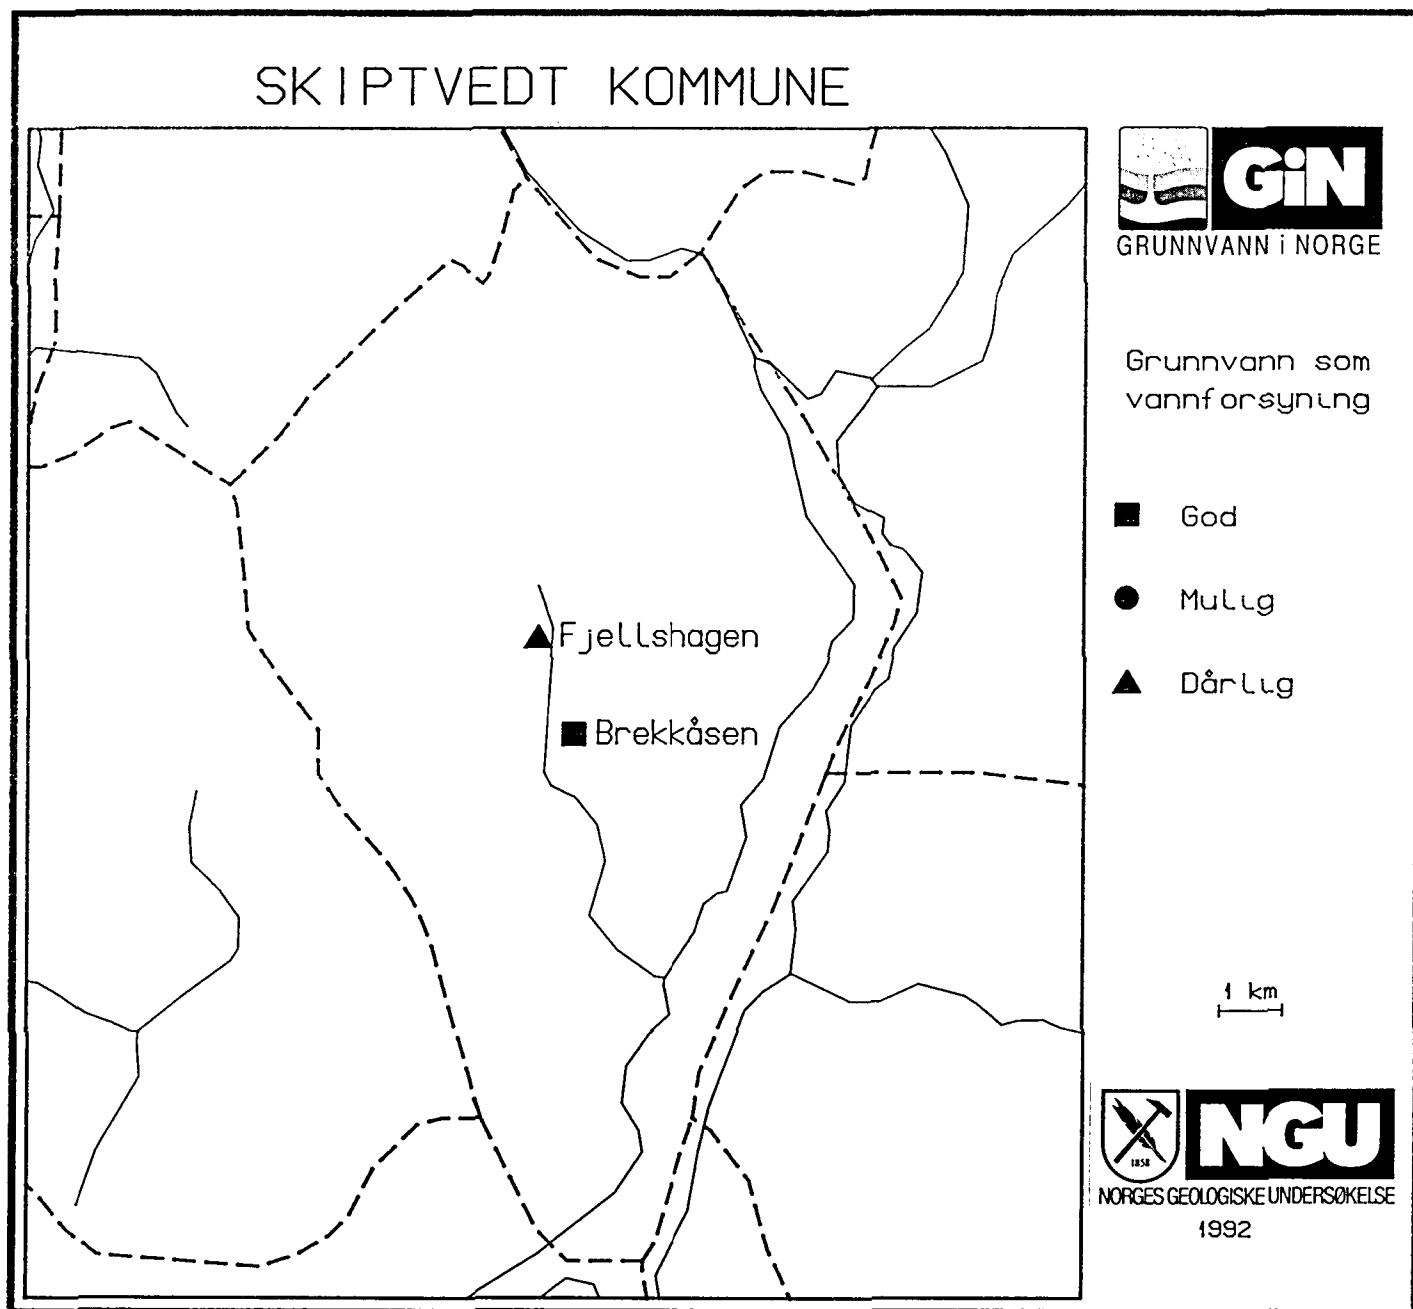 SKIPTVEDT KOMMUNE
GiN
GRUNNVANN i NORGE
Grunnvann som
vannforsyning
God
Mulig
Dårlig
Fjellshagen
Brekkåsen
1 km
1858
NGU
NORGES GEOLOGISKE UNDERSØKELSE
1992